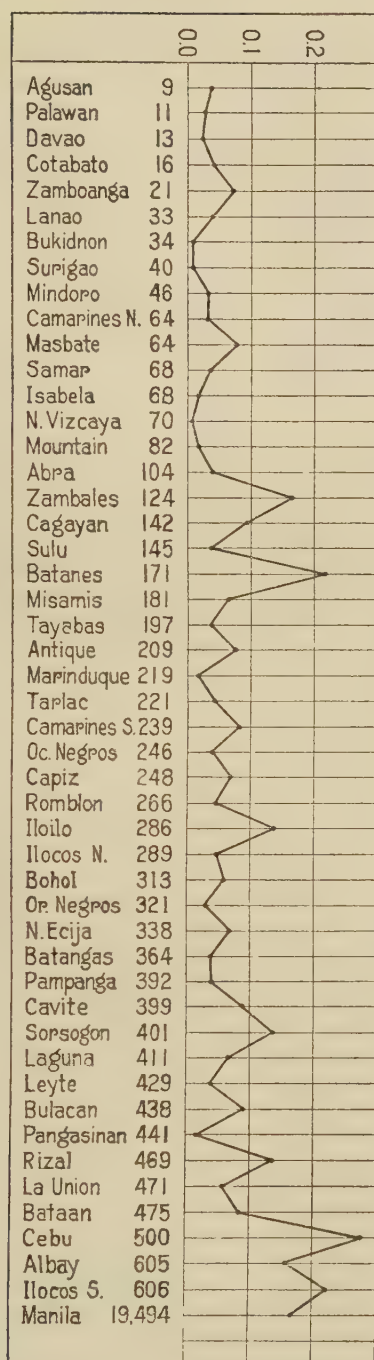 0.0 0.1 0.2
Agusan 9
Palawan 11
Davao 13
Cotabato 16
Zamboanga 21
Lanao 33
Bukidnon 34
Surigao 40
Mindoro 46
Camarines N. 64
Masbate 64
Samar 68
Isabela 68
N. Vizcaya 70
Mountain 82
Abra 104
Zambales 124
Cagayan 142
Sulu 145
Batanes 171
Misamis 181
Tayabas 197
Antique 209
Marinduque 219
Tarlac 221
Camarines S. 239
Oc. Negros 246
Capiz 248
Romblon 266
Iloilo 286
Ilocos N. 289
Bohol 313
Or. Negros 321
N. Ecija 338
Batangas 364
Pampanga 392
Cavite 399
Sorsogon 401
Laguna 411
Leyte 429
Bulacan 438
Pangasinan 441
Rizal 469
La Union 471
Bataan 475
Cebu 500
Albay 605
Ilocos S. 606
Manila 19,494